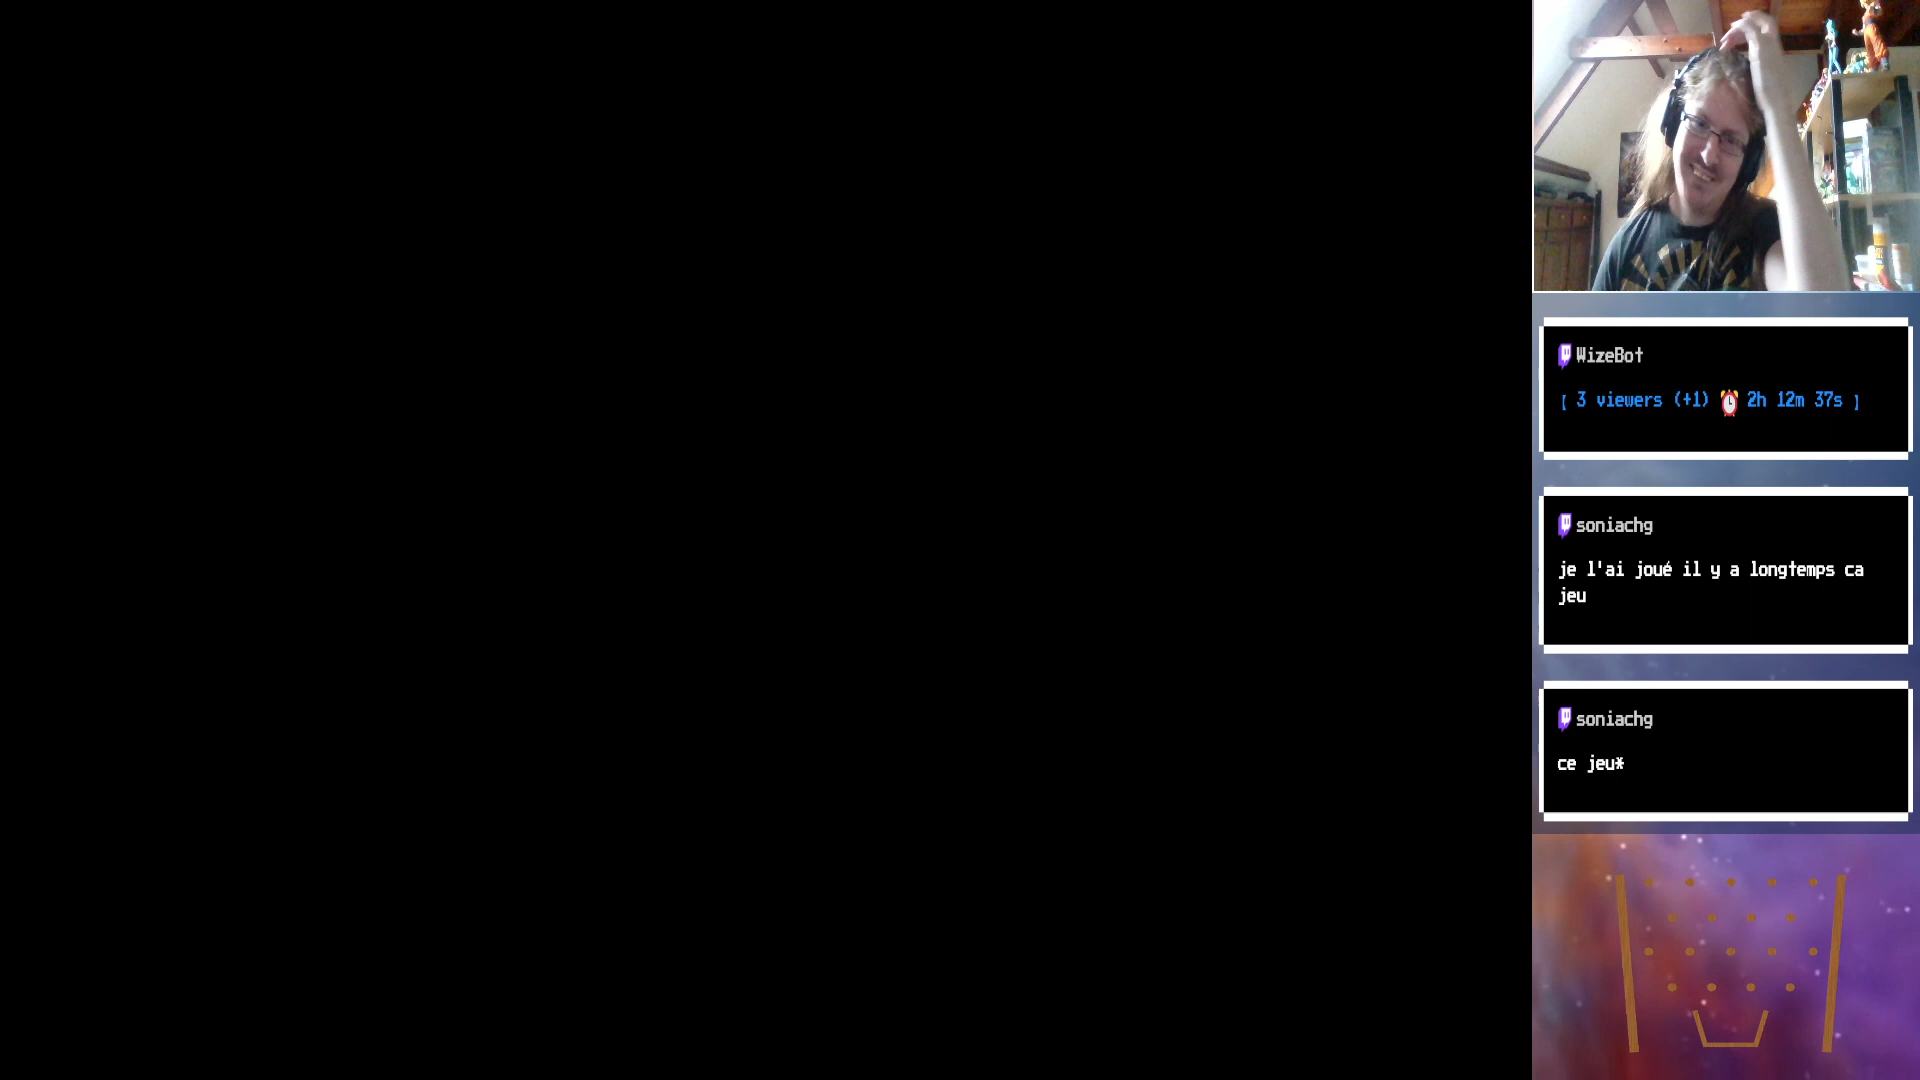 WizeBot
[ 3 viewers (+1) ⏰ 2h 12m 37s ]
soniachg
je l'ai joué il y a longtemps ca
jeu
soniachg
ce jeu*